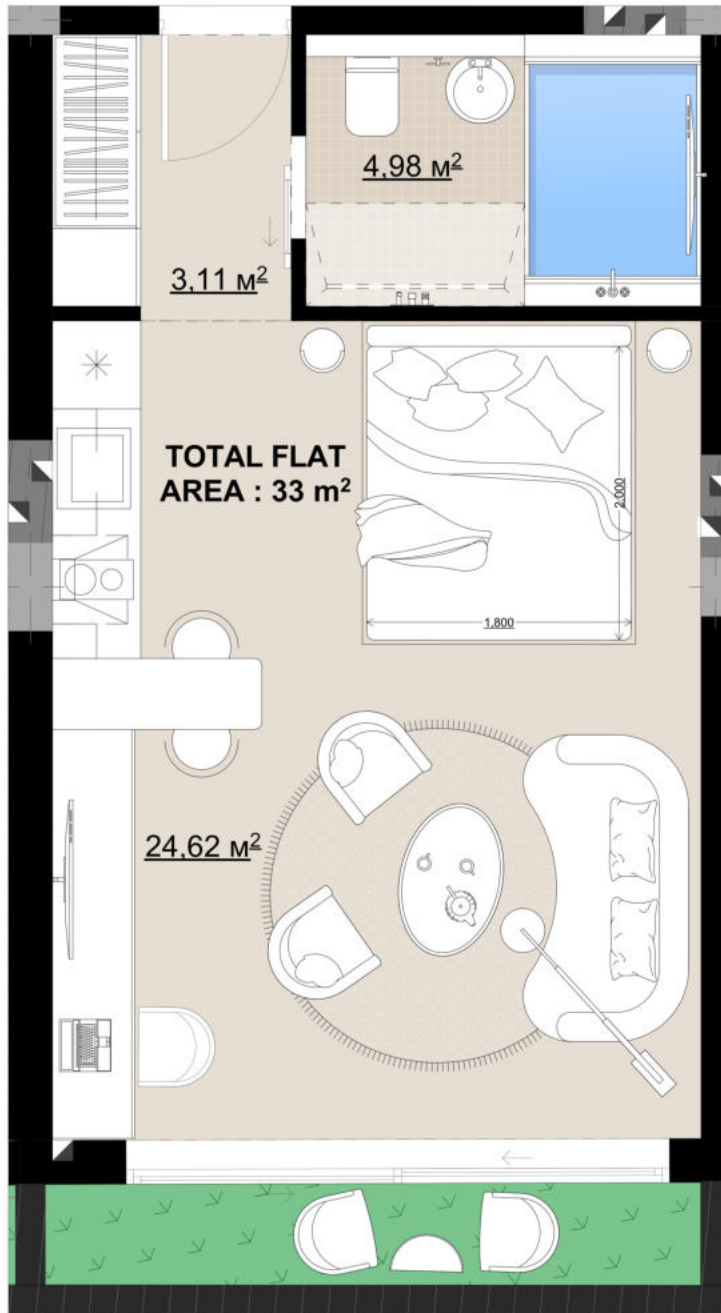 4,98 м²
3,11 м²
TOTAL FLAT
AREA : 33 m²
2.000
1,800
24,62 м²